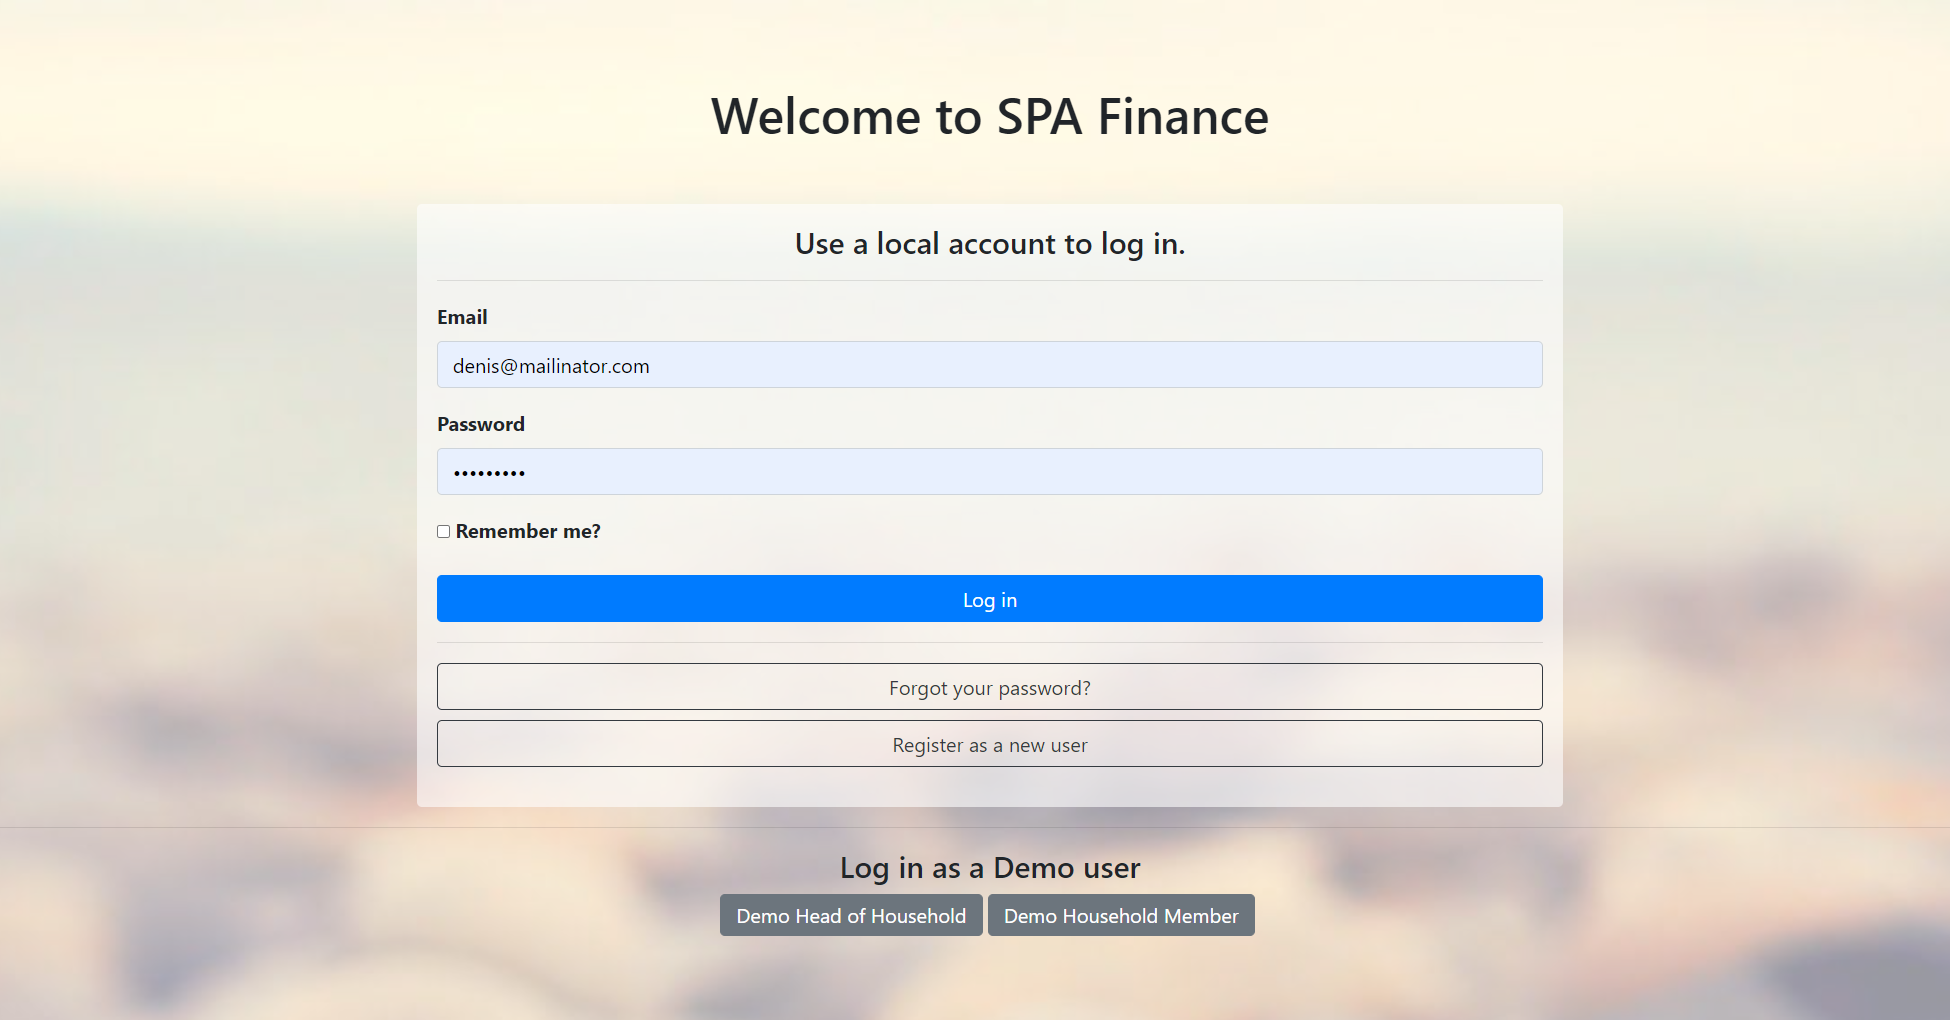 Welcome to SPA Finance
Use a local account to log in.
Email
denis@mailinator.com
Password
•••••••••
Remember me?
Log in
Forgot your password?
Register as a new user
Log in as a Demo user
Demo Head of Household Demo Household Member